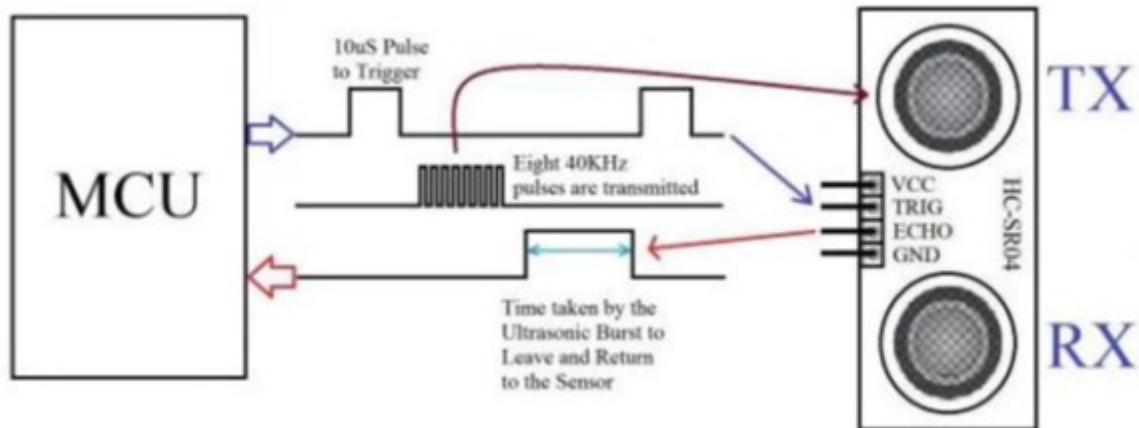 10uS Pulse
to Trigger
TX
MCU
Eight 40KHz
pulses are transmitted
VCC
TRIG
ECHO
GND
HC-SR04
Time taken by the
Ultrasonic Burst to
Leave and Return
to the Sensor
RX